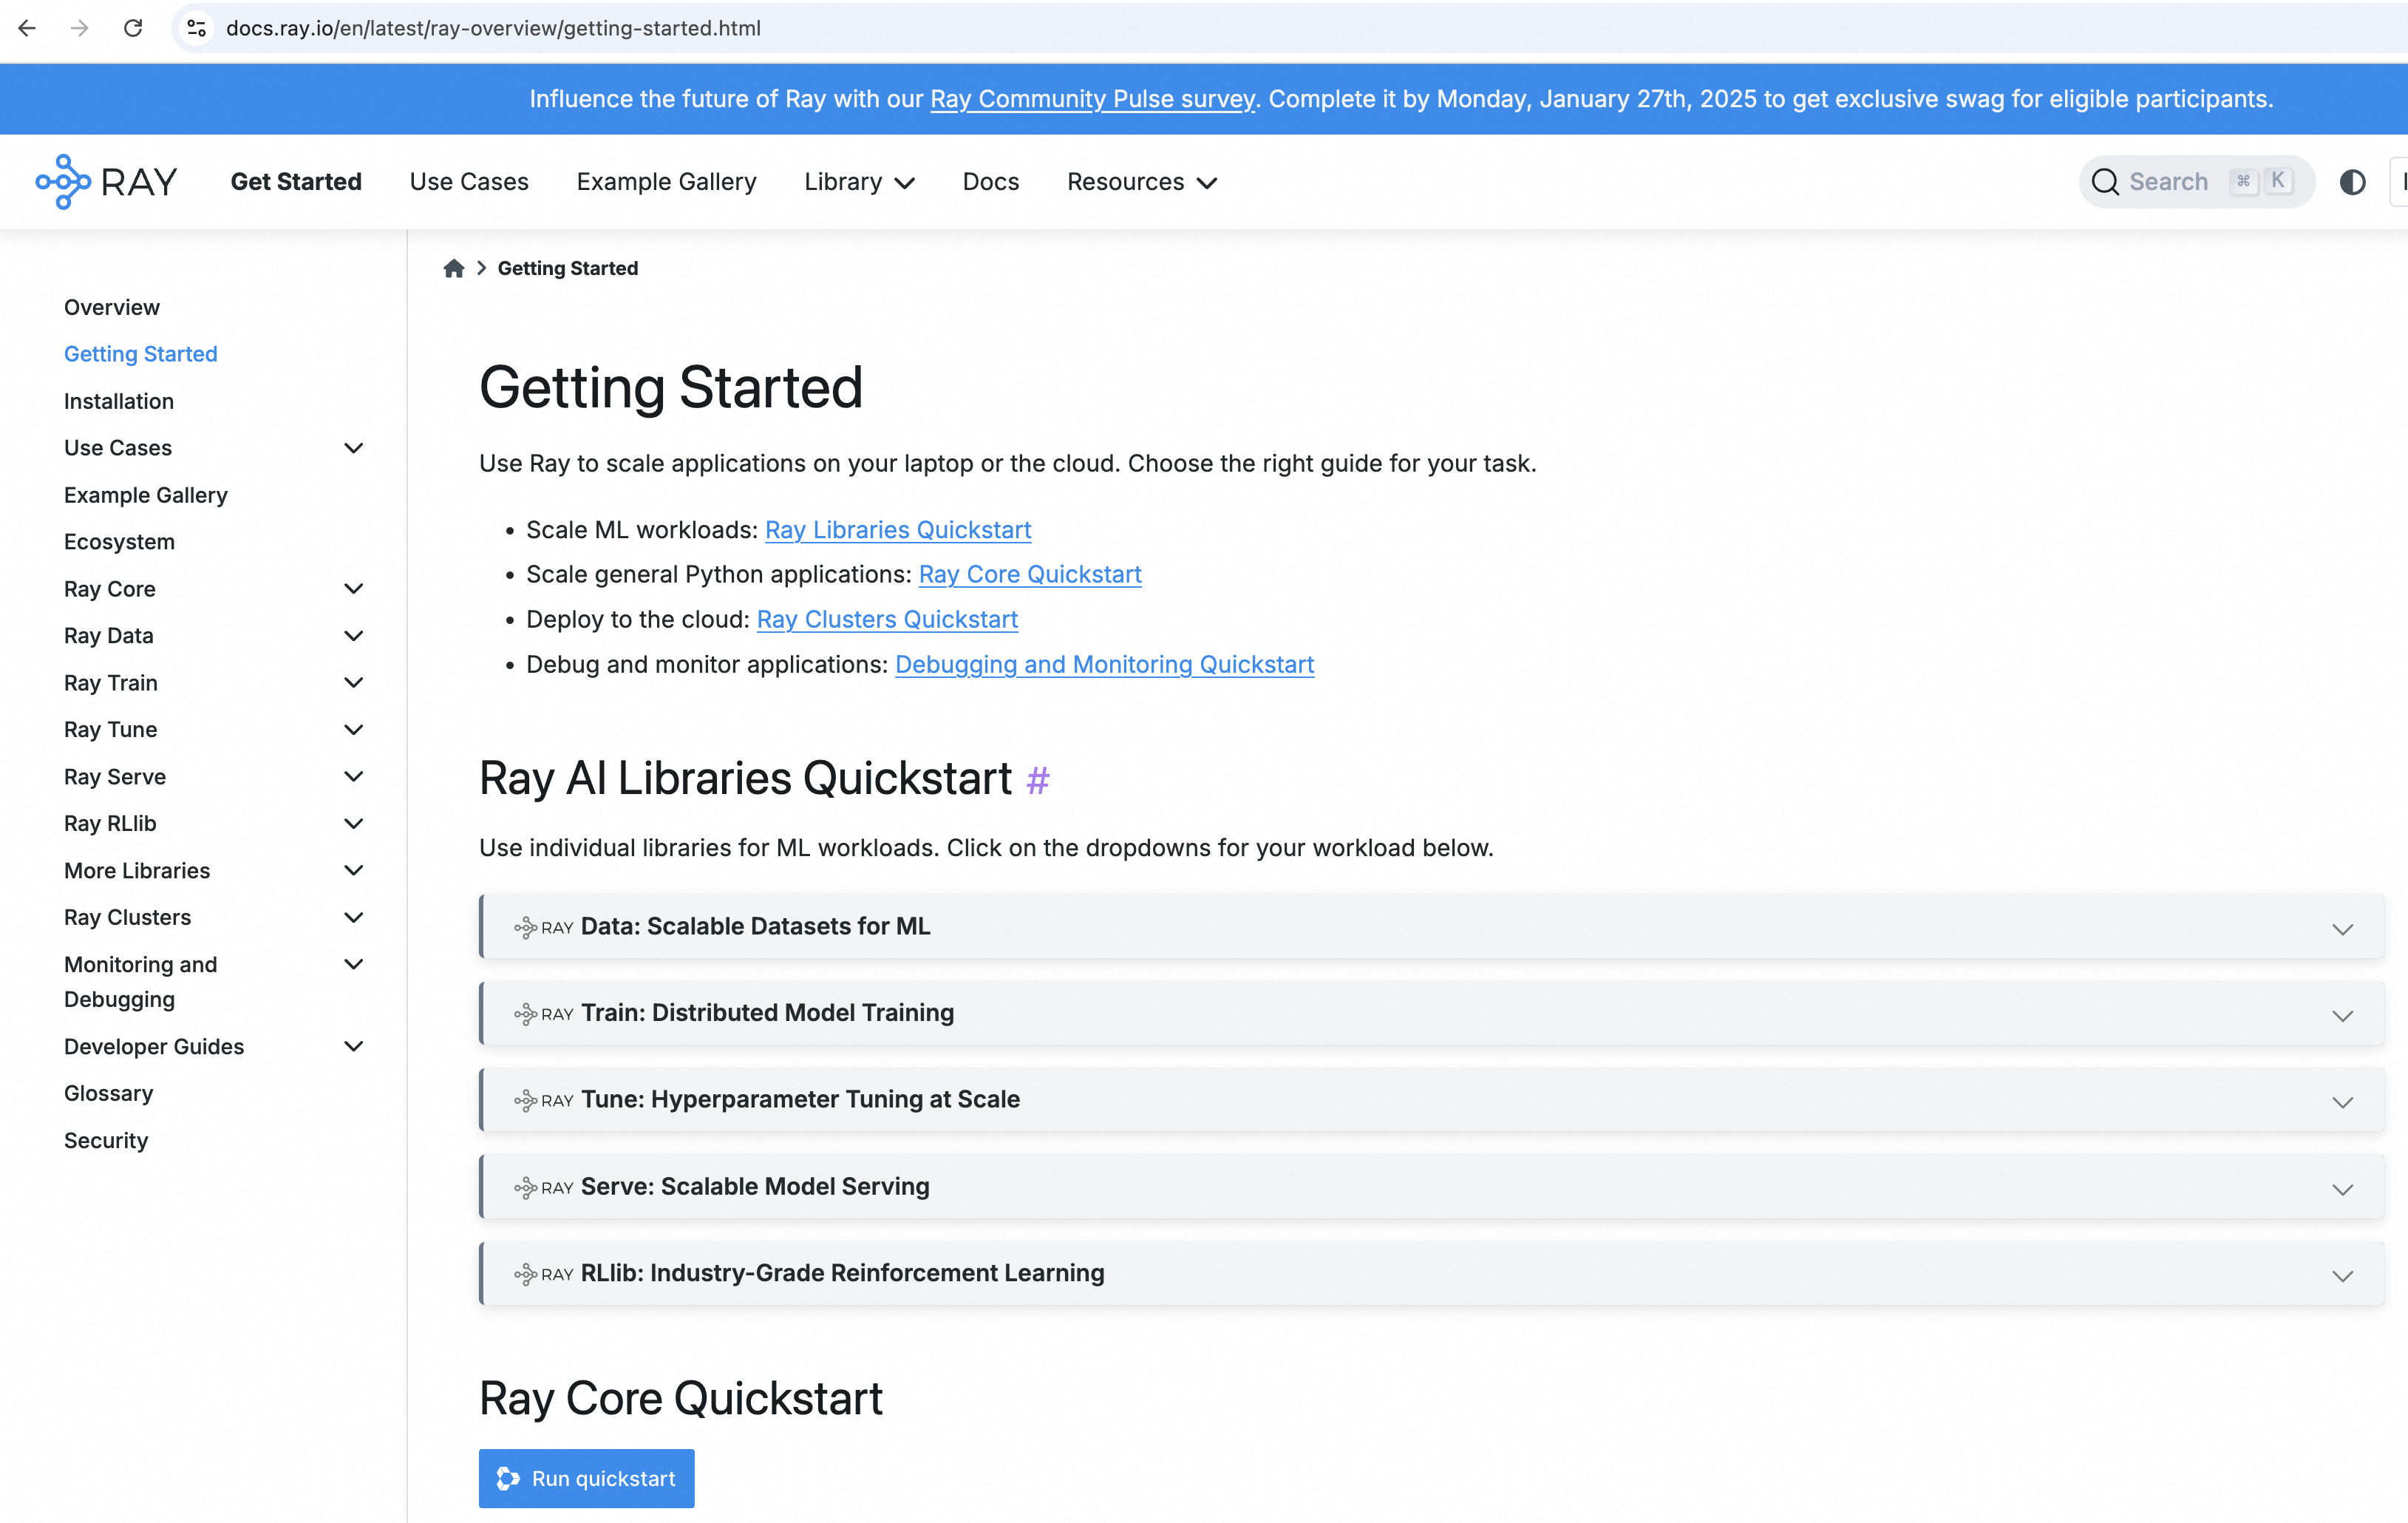 docs.ray.io/en/latest/ray-overview/getting-started.html
Influence the future of Ray with our Ray Community Pulse survey. Complete it by Monday, January 27th, 2025 to get exclusive swag for eligible participants.
RAY Get Started Use Cases Example Gallery Library Docs Resources Search ⌘ K
Overview
Getting Started
Installation
Use Cases
Example Gallery
Ecosystem
Ray Core
Ray Data
Ray Train
Ray Tune
Ray Serve
Ray RLlib
More Libraries
Ray Clusters
Monitoring and
Debugging
Developer Guides
Glossary
Security
Getting Started
Getting Started
Use Ray to scale applications on your laptop or the cloud. Choose the right guide for your task.
• Scale ML workloads: Ray Libraries Quickstart
• Scale general Python applications: Ray Core Quickstart
• Deploy to the cloud: Ray Clusters Quickstart
• Debug and monitor applications: Debugging and Monitoring Quickstart
Ray AI Libraries Quickstart #
Use individual libraries for ML workloads. Click on the dropdowns for your workload below.
RAY Data: Scalable Datasets for ML
RAY Train: Distributed Model Training
RAY Tune: Hyperparameter Tuning at Scale
RAY Serve: Scalable Model Serving
RAY RLlib: Industry-Grade Reinforcement Learning
Ray Core Quickstart
Run quickstart